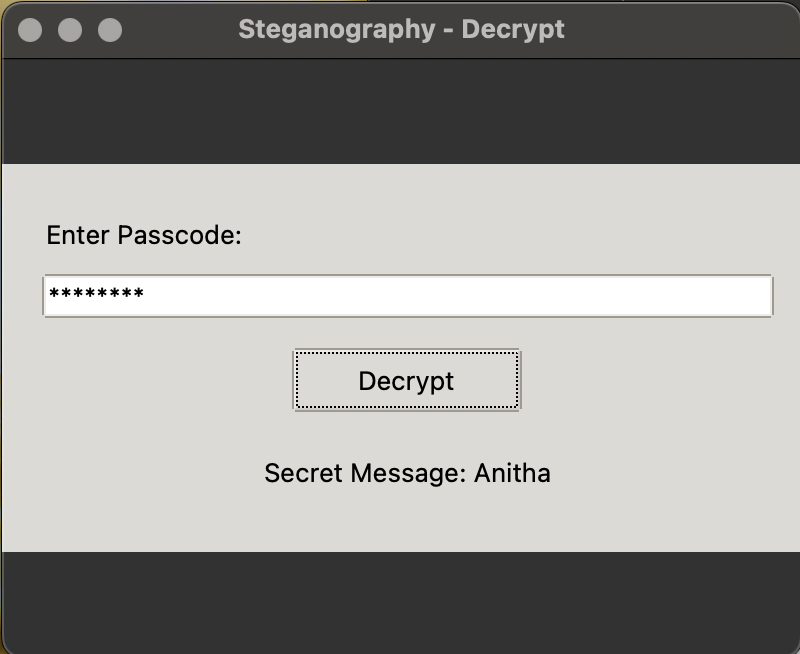 Steganography - Decrypt
Enter Passcode:
********
Decrypt
Secret Message: Anitha